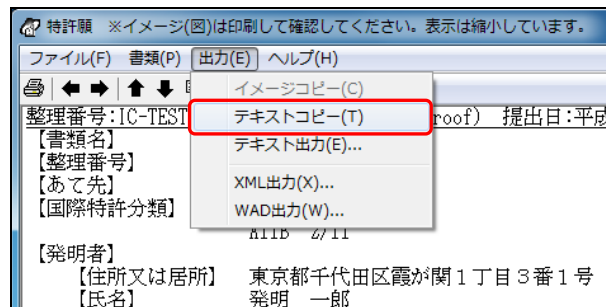 特許願　※イメージ(図)は印刷して確認してください。表示は縮小しています。
ファイル(F) 書類(P) 出力(E) ヘルプ(H)
イメージコピー(C)
整理番号:IC-TEST
テキストコピー(T)
roof) 提出日:平成
【書類名】
テキスト出力(E)...
【整理番号】
【あて先】
XML出力(X)...
【国際特許分類】
WAD出力(W)...
A11B 2/11
【発明者】
【住所又は居所】 東京都千代田区霞が関1丁目3番1号
【氏名】 発明 一郎